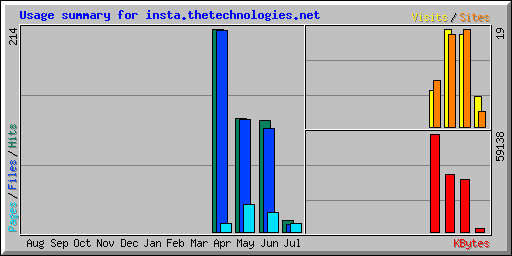 Usage summary for insta.thetechnologies.net
Visits/Sites
214
19
Pages/Files/Hits
59138
Aug Sep Oct Nov Dec Jan Feb Mar Apr May Jun Jul
KBytes